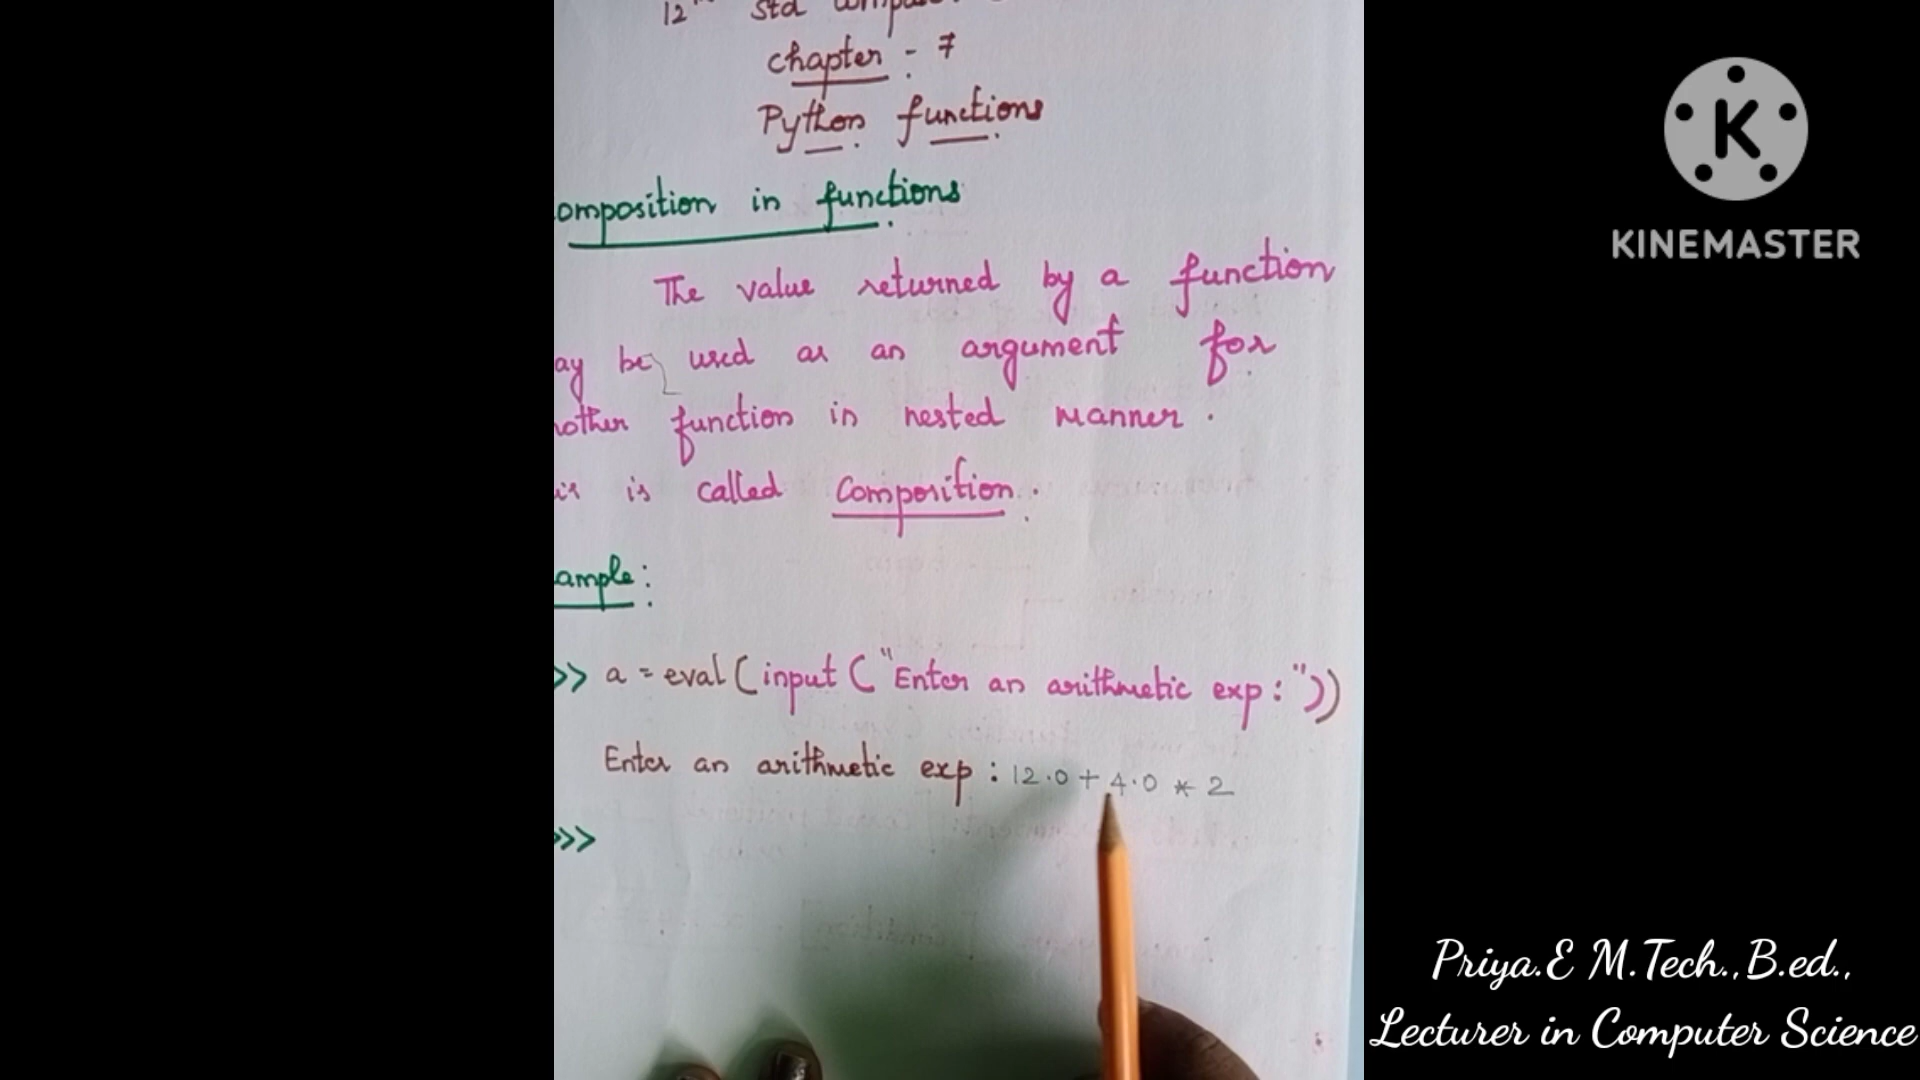 12th std
chapter : 7
Python functions
omposition in functions
The value returned by a function
ay be used as an argument for
nother function in nested manner.
is is called Composition.
ample:
>> a = eval(input("Enter an arithmetic exp:"))
Enter an arithmetic exp : 12.0 + 4.0 * 2
>>>
K
KINEMASTER
Priya.E M.Tech.,B.ed.,
Lecturer in Computer Science